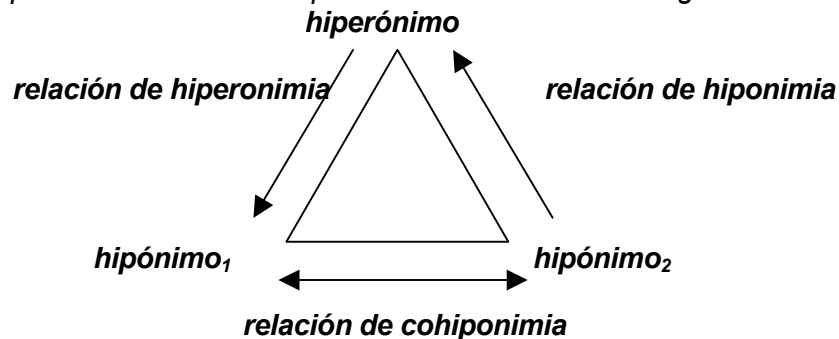 hiperónimo
relación de hiperonimia relación de hiponimia
hipónimo₁ hipónimo₂
relación de cohiponimia